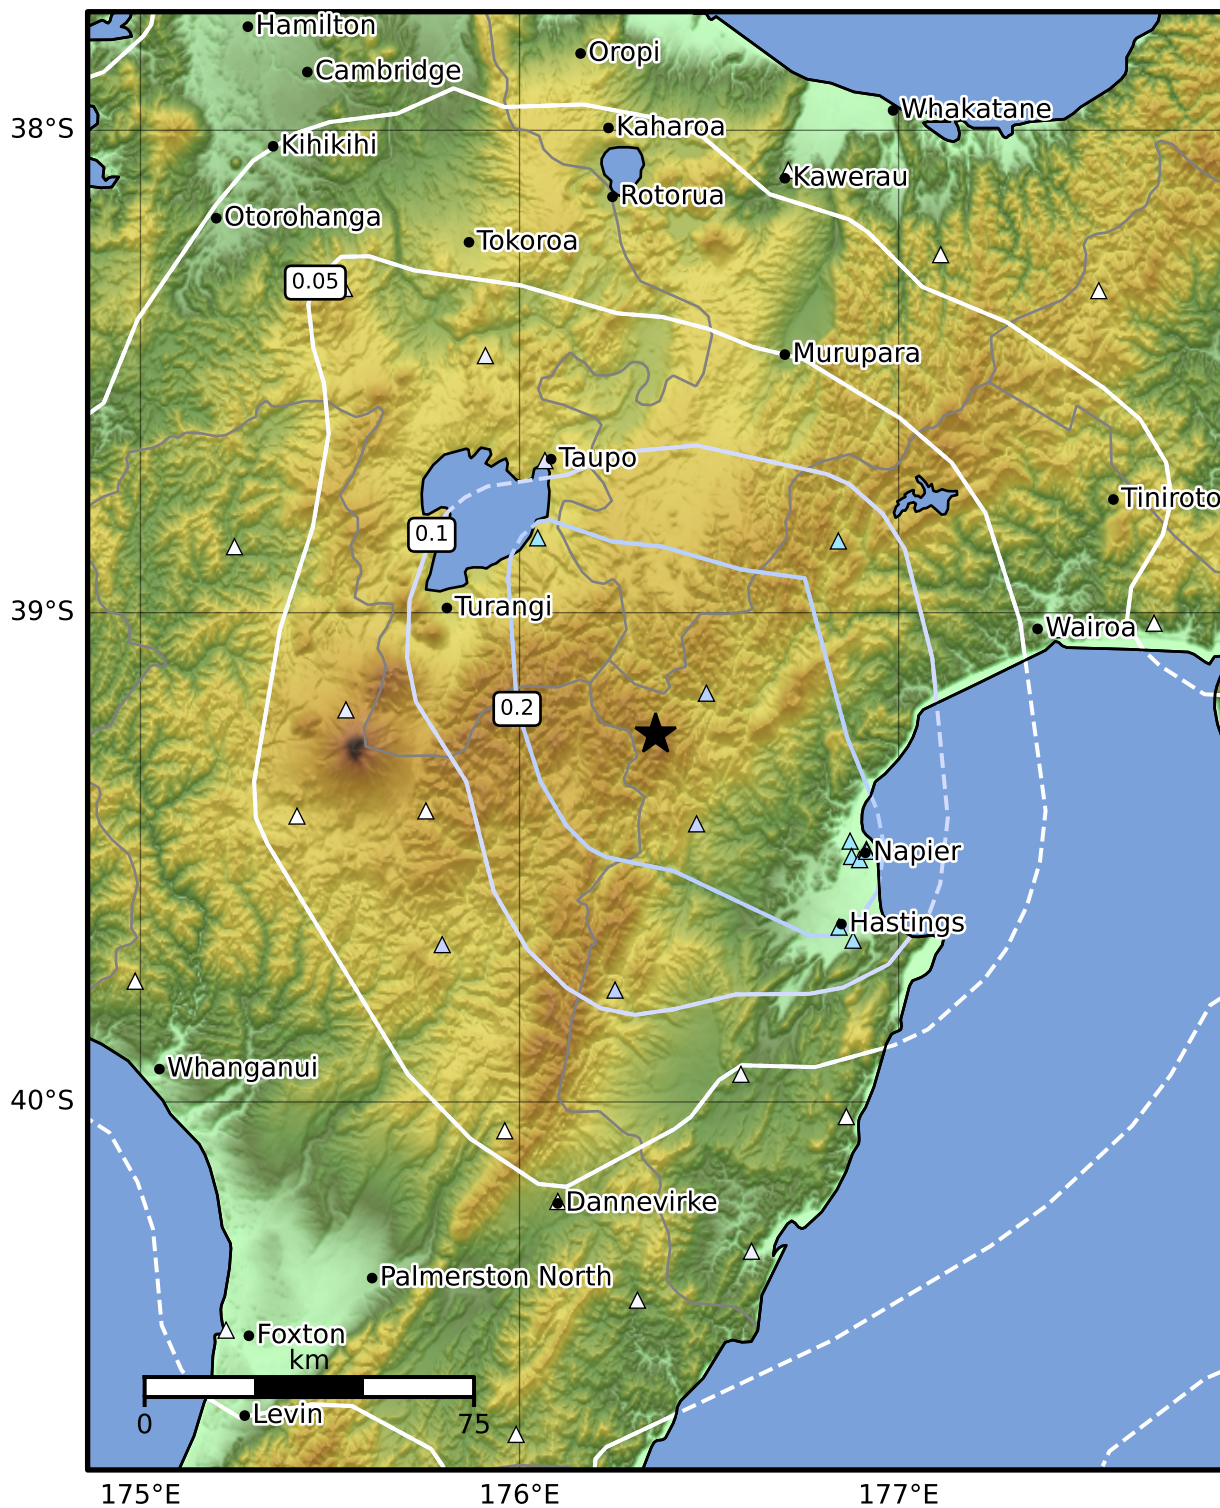 Hamilton
Oropi
Cambridge
Whakatane
38°S
Kaharoa
Kihikihi
Kawerau
Rotorua
Otorohanga
Tokoroa
0.05
Murupara
Taupo
Tiniroto
0.1
Turangi
39°S
Wairoa
0.2
Napier
Hastings
Whanganui
40°S
Dannevirke
Palmerston North
Foxton
km
0 75
Levin
175°E 176°E 177°E